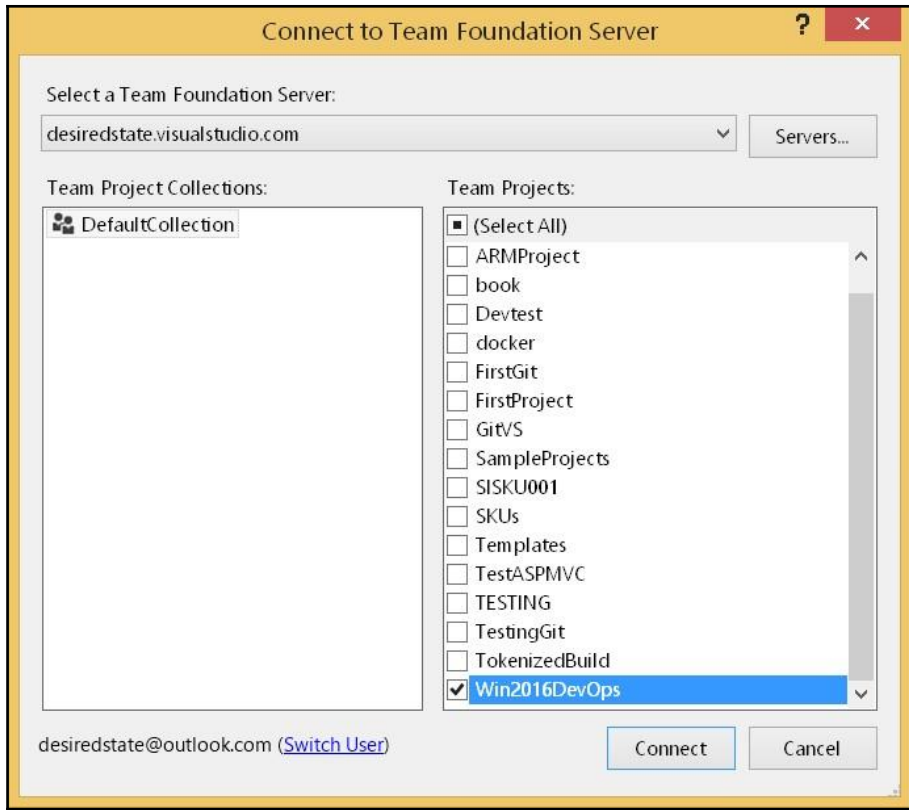 Connect to Team Foundation Server
?
Select a Team Foundation Server:
desiredstate.visualstudio.com
Servers...
Team Project Collections:
DefaultCollection
Team Projects:
(Select All)
ARMProject
book
Devtest
docker
FirstGit
FirstProject
GitVS
SampleProjects
SISKU001
SKUs
Templates
TestASPMVC
TESTING
TestingGit
TokenizedBuild
Win2016DevOps
desiredstate@outlook.com (Switch User)
Connect
Cancel